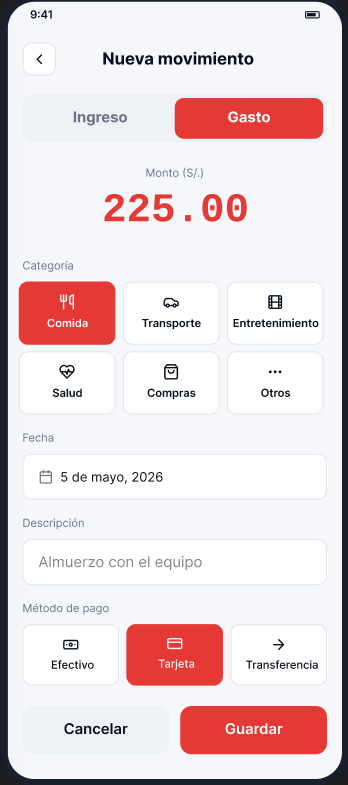 9:41
Nueva movimiento
Ingreso Gasto
Monto (S/.)
225.00
Categoría
Comida Transporte Entretenimiento
Salud Compras Otros
Fecha
5 de mayo, 2026
Descripción
Almuerzo con el equipo
Método de pago
Efectivo Tarjeta Transferencia
Cancelar Guardar